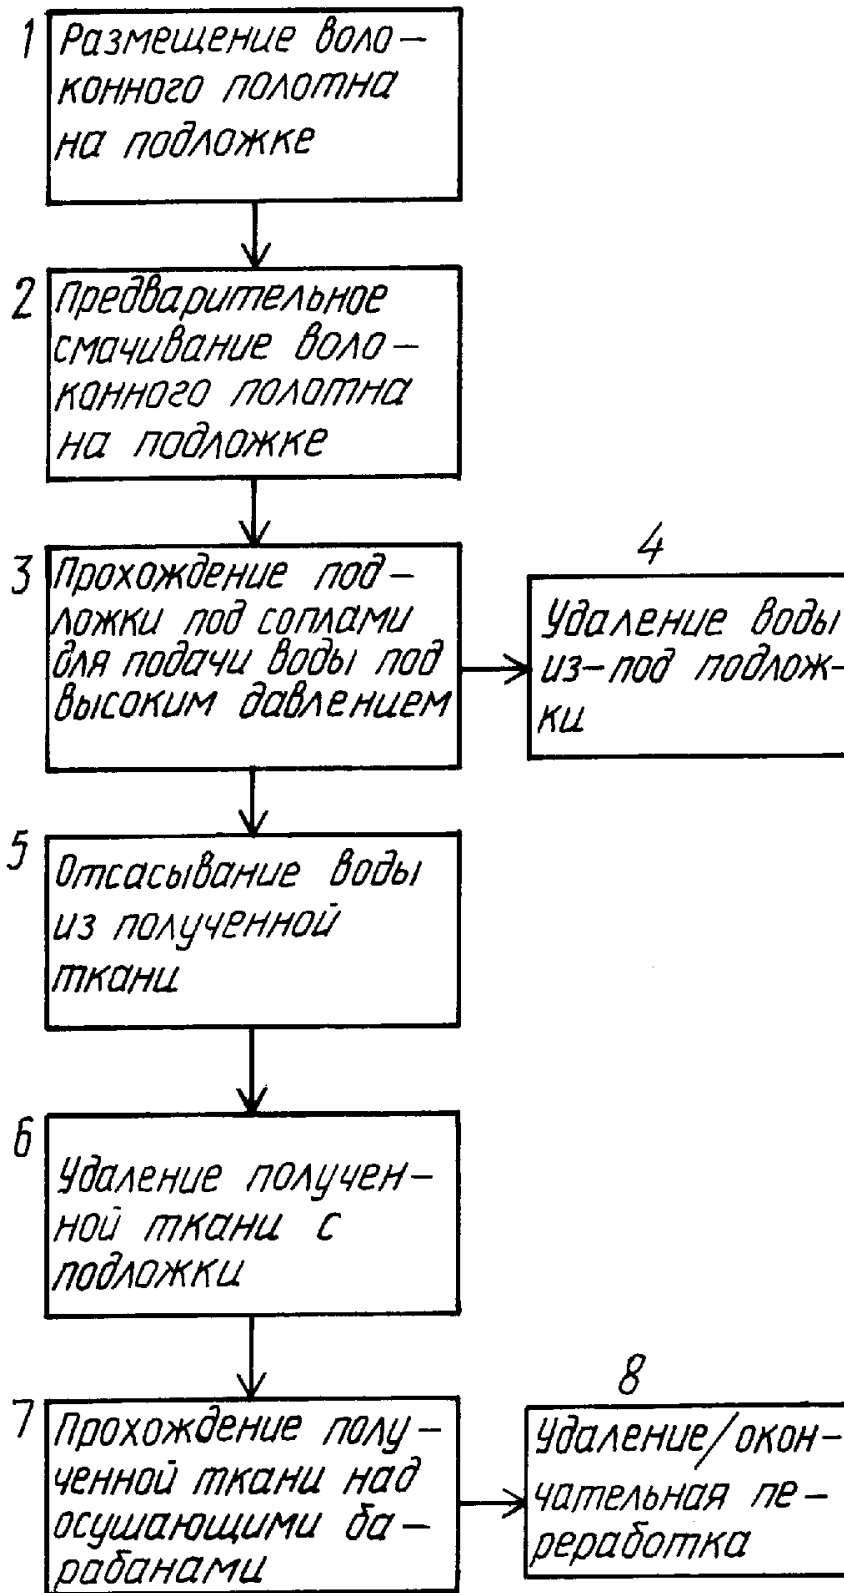 1
Размещение воло-
конного полотна
на подложке
2
Предварительное
смачивание воло-
конного полотна
на подложке
3
Прохождение под-
ложки под соплами
для подачи воды под
высоким давлением
4
Удаление воды
из-под подлож-
ки
5
Отсасывание воды
из полученной
ткани
6
Удаление получен-
ной ткани с
подложки
7
Прохождение полу-
ченной ткани над
осушающими ба-
рабанами
8
Удаление/окон-
чательная пе-
реработка